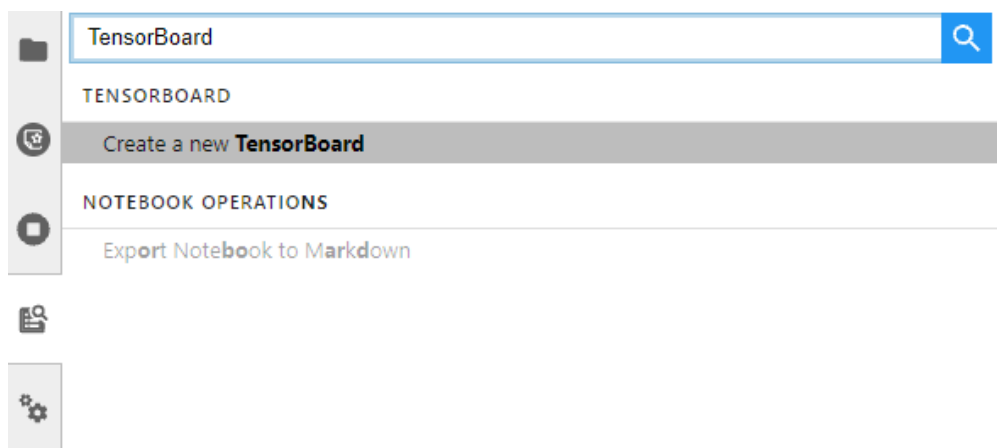 TensorBoard
TENSORBOARD
Create a new TensorBoard
NOTEBOOK OPERATIONS
Export Notebook to Markdown